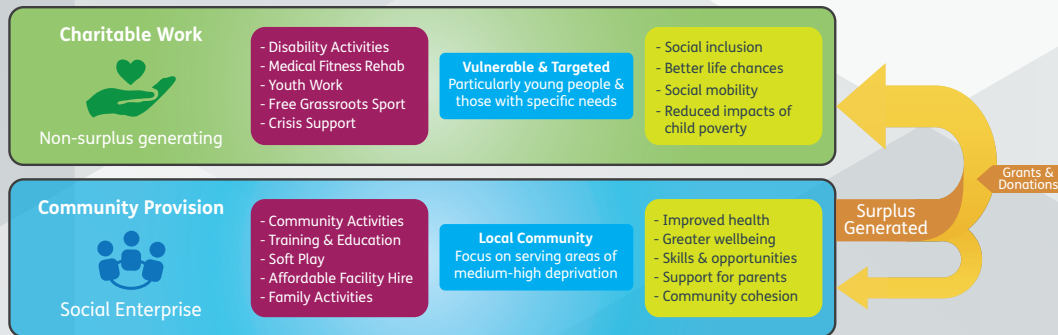 Charitable Work
Non-surplus generating
- Disability Activities
- Medical Fitness Rehab
- Youth Work
- Free Grassroots Sport
- Crisis Support
Vulnerable & Targeted
Particularly young people &
those with specific needs
- Social inclusion
- Better life chances
- Social mobility
- Reduced impacts of
child poverty
Community Provision
Social Enterprise
- Community Activities
- Training & Education
- Soft Play
- Affordable Facility Hire
- Family Activities
Local Community
Focus on serving areas of
medium-high deprivation
- Improved health
- Greater wellbeing
- Skills & opportunities
- Support for parents
- Community cohesion
Surplus
Generated
Grants &
Donations